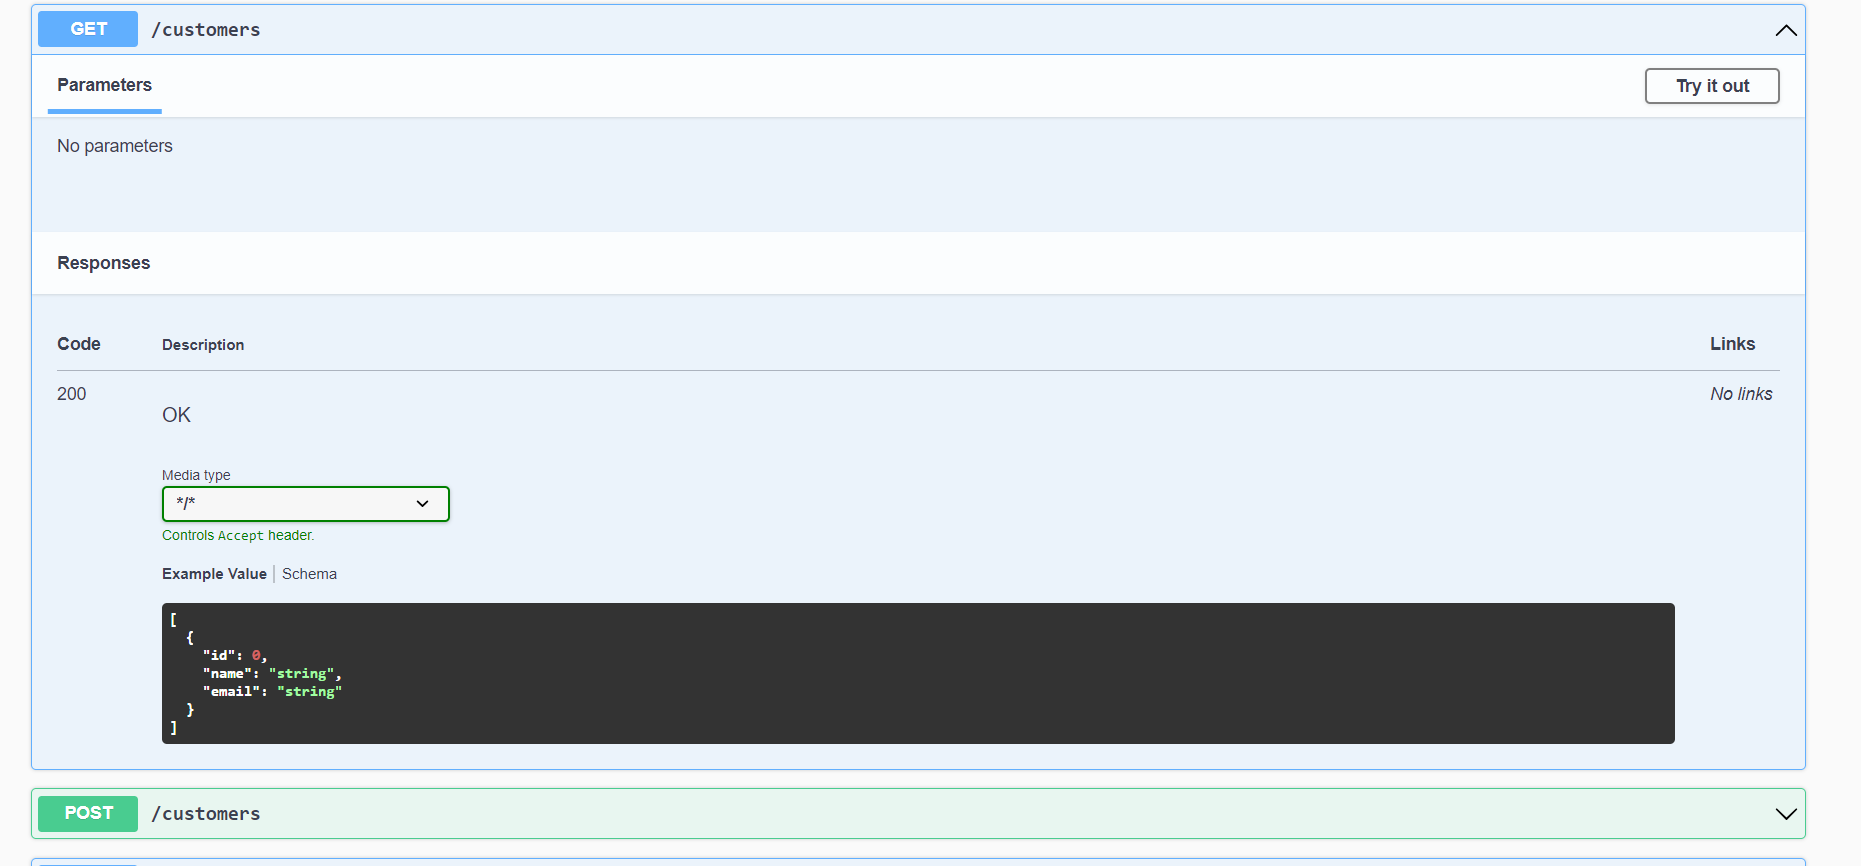 GET /customers
Parameters
Try it out
No parameters
Responses
Code Description Links
200 No links
OK
Media type
*/*
Controls Accept header.
Example Value Schema
[
  {
    "id": 0,
    "name": "string",
    "email": "string"
  }
]
POST /customers